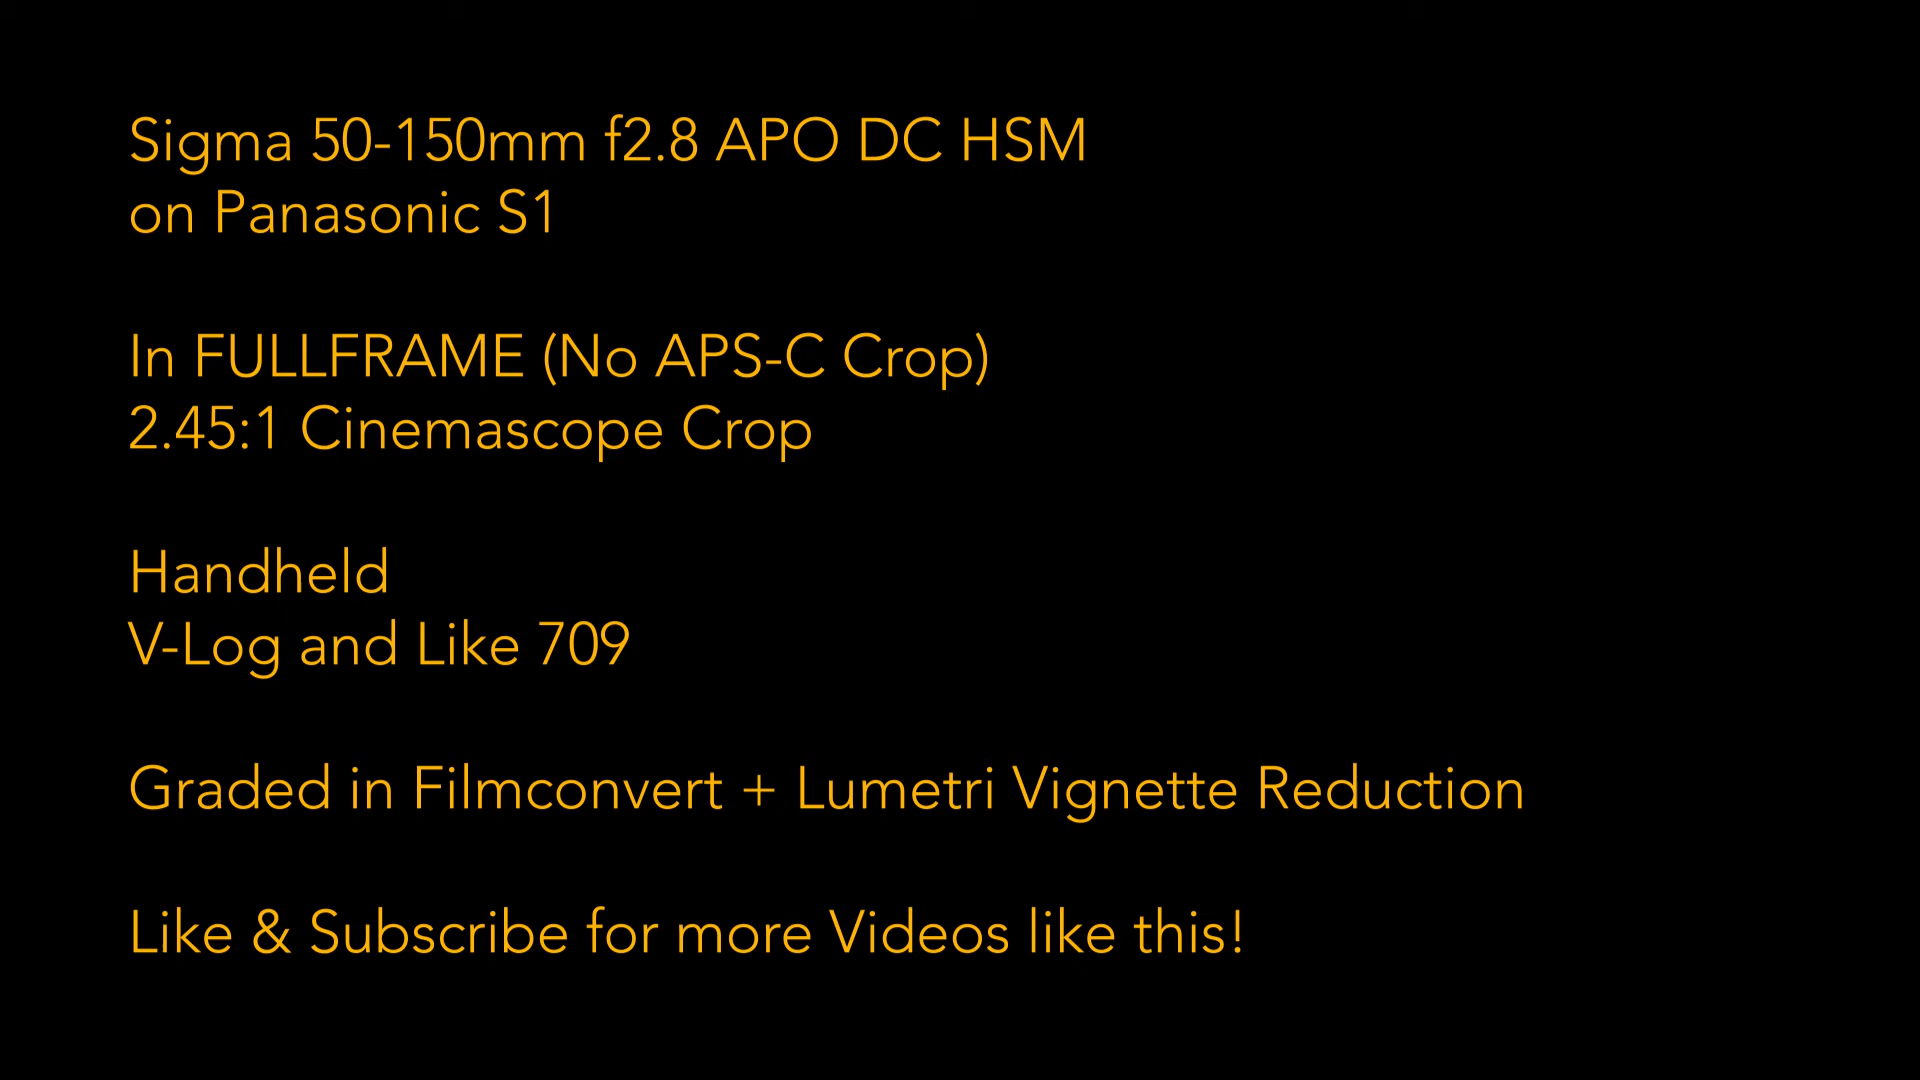 Sigma 50-150mm f2.8 APO DC HSM
on Panasonic S1
In FULLFRAME (No APS-C Crop)
2.45:1 Cinemascope Crop
Handheld
V-Log and Like 709
Graded in Filmconvert + Lumetri Vignette Reduction
Like & Subscribe for more Videos like this!